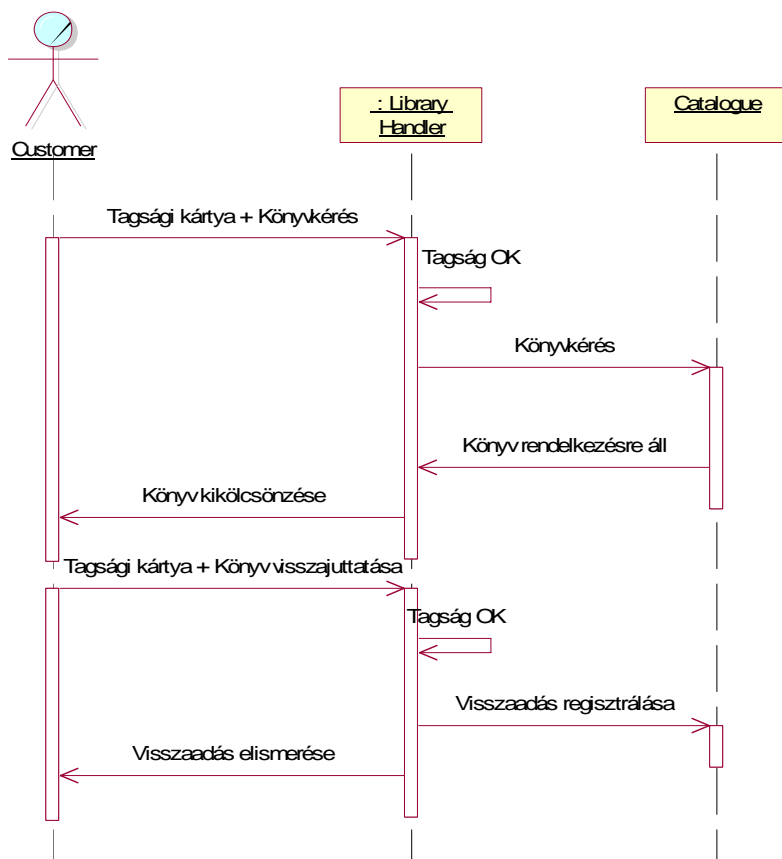 : Library
Handler
Catalogue
Customer
Tagsági kártya + Könyvkérés
Tagság OK
Könyvkérés
Könyv rendelkezésre áll
Könyv kikölcsönzése
Tagsági kártya + Könyv visszajuttatása
Tagság OK
Visszaadás regisztrálása
Visszaadás elismerése